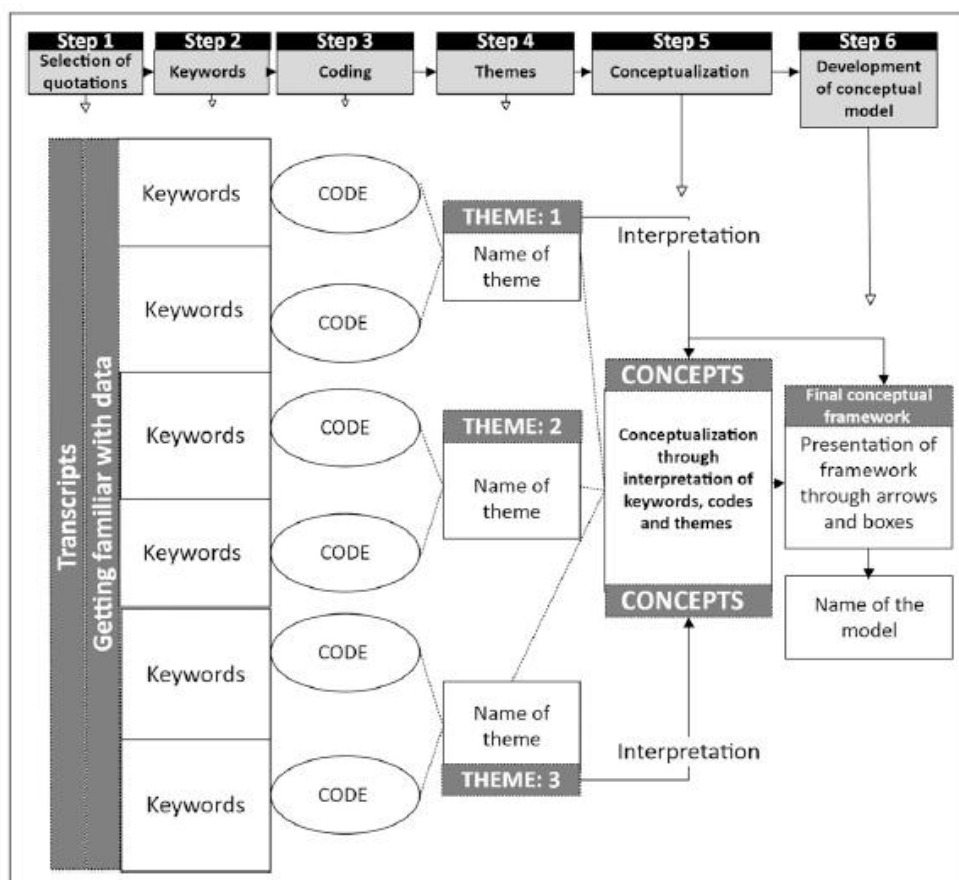 Step 1
Selection of
quotations
Step 2
Keywords
Step 3
Coding
Step 4
Themes
Step 5
Conceptualization
Step 6
Development
of conceptual
model
Transcripts
Getting familiar with data
Keywords
Keywords
Keywords
Keywords
Keywords
Keywords
CODE
CODE
CODE
CODE
CODE
CODE
THEME: 1
Name of
theme
THEME: 2
Name of
theme
Name of
theme
THEME: 3
Interpretation
CONCEPTS
Conceptualization
through
interpretation of
keywords, codes
and themes
CONCEPTS
Interpretation
Final conceptual
framework
Presentation of
framework
through arrows
and boxes
Name of the
model